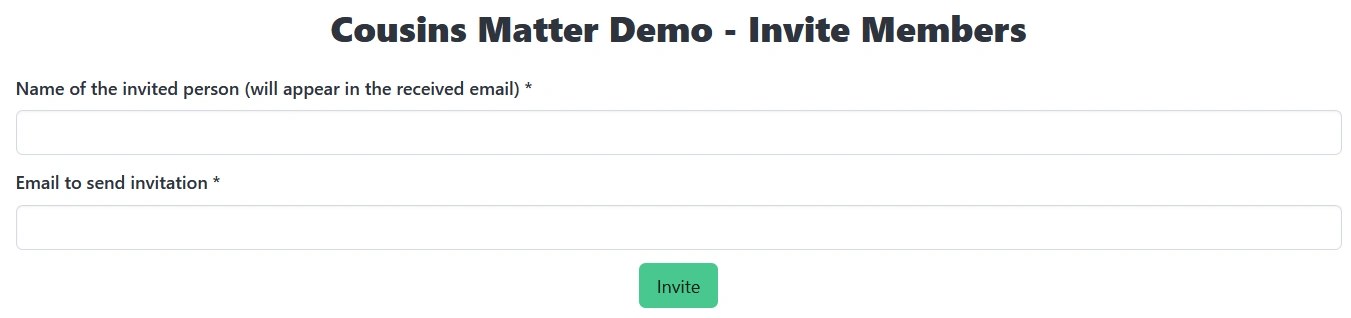 Cousins Matter Demo - Invite Members
Name of the invited person (will appear in the received email) *
Email to send invitation *
Invite